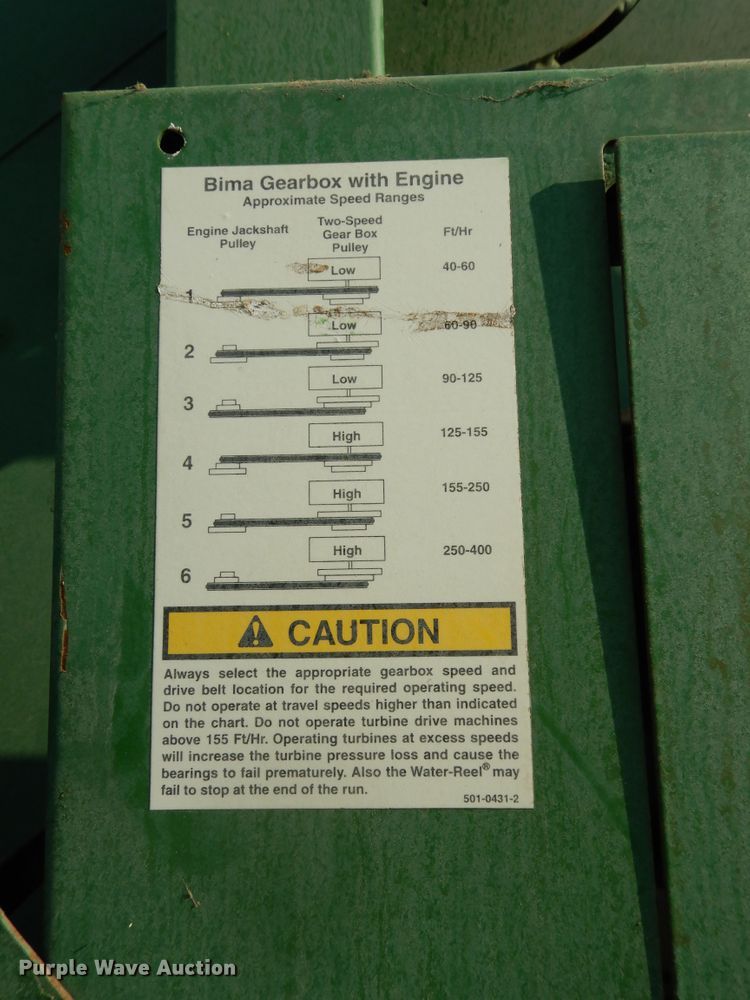 Bima Gearbox with Engine
Approximate Speed Ranges
Engine Jackshaft Pulley Two-Speed Gear Box Pulley Ft/Hr
1 Low 40-60
2 Low 60-90
3 Low 90-125
4 High 125-155
5 High 155-250
6 High 250-400
CAUTION
Always select the appropriate gearbox speed and
drive belt location for the required operating speed.
Do not operate at travel speeds higher than indicated
on the chart. Do not operate turbine drive machines
above 155 Ft/Hr. Operating turbines at excess speeds
will increase the turbine pressure loss and cause the
bearings to fail prematurely. Also the Water-Reel® may
fail to stop at the end of the run.
501-0431-2
Purple Wave Auction